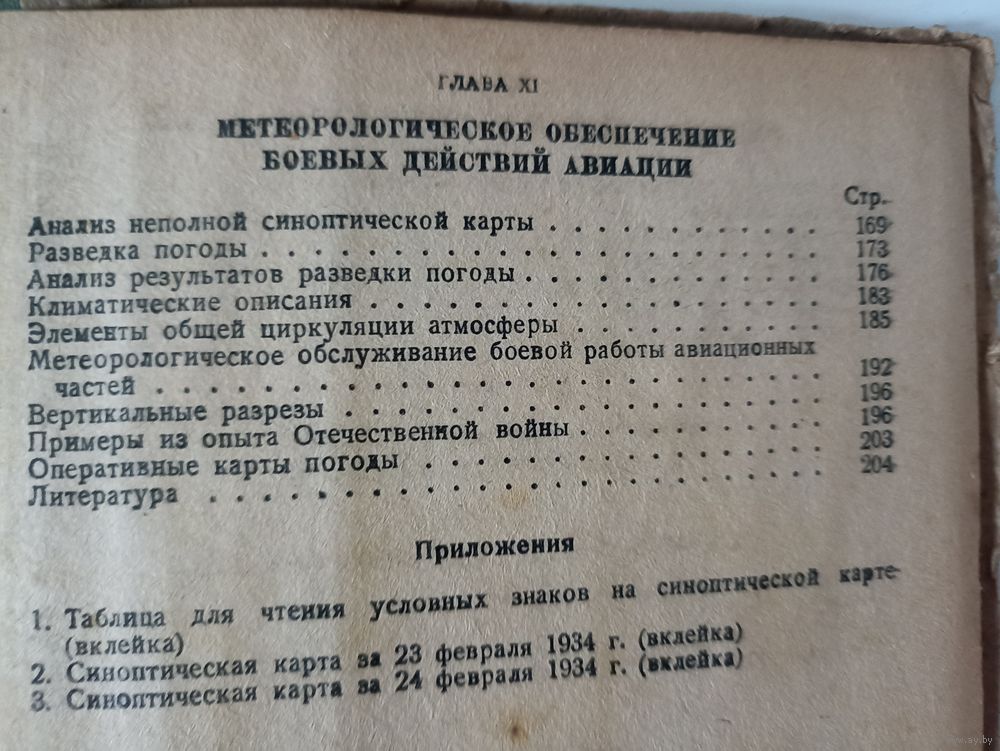 ГЛАВА XI
МЕТЕОРОЛОГИЧЕСКОЕ ОБЕСПЕЧЕНИЕ
БОЕВЫХ ДЕЙСТВИЙ АВИАЦИИ
Стр.
Анализ неполной синоптической карты . . . . . . . . . . . 169
Разведка погоды . . . . . . . . . . . . . . . . . . . . . 173
Анализ результатов разведки погоды . . . . . . . . . . . . 176
Климатические описания . . . . . . . . . . . . . . . . . 183
Элементы общей циркуляции атмосферы . . . . . . . . . . 185
Метеорологическое обслуживание боевой работы авиационных
частей . . . . . . . . . . . . . . . . . . . . . . . . . 192
Вертикальные разрезы . . . . . . . . . . . . . . . . . . 196
Примеры из опыта Отечественной войны . . . . . . . . . . 196
Оперативные карты погоды . . . . . . . . . . . . . . . 203
Литература . . . . . . . . . . . . . . . . . . . . . . . 204
Приложения
1. Таблица для чтения условных знаков на синоптической карте
(вклейка)
2. Синоптическая карта за 23 февраля 1934 г. (вклейка)
3. Синоптическая карта за 24 февраля 1934 г. (вклейка)
www.ay.by